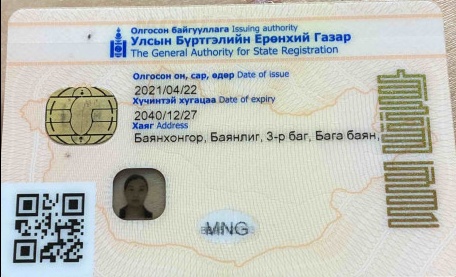 Олгосон байгууллага Issuing authority
Улсын Бүртгэлийн Ерөнхий Газар
The General Authority for State Registration
Олгосон он, сар, өдөр Date of issue
2021/04/22
Хүчинтэй хугацаа Date of expiry
2040/12/27
Хаяг Address
Баянхонгор, Баянлиг, 3-р баг, Бага баян,
MNG